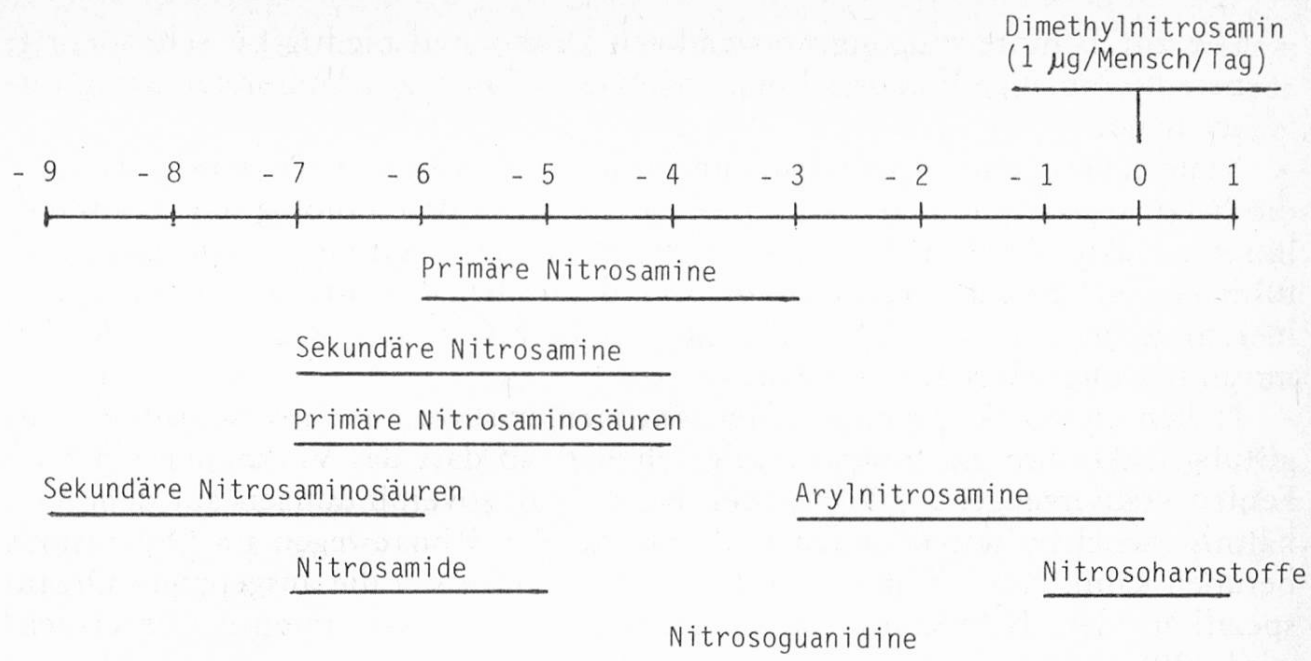 Dimethylnitrosamin
(1 µg/Mensch/Tag)
- 9 - 8 - 7 - 6 - 5 - 4 - 3 - 2 - 1 0 1
Primäre Nitrosamine
Sekundäre Nitrosamine
Primäre Nitrosaminosäuren
Sekundäre Nitrosaminosäuren
Arylnitrosamine
Nitrosamide
Nitrosoharnstoffe
Nitrosoguanidine